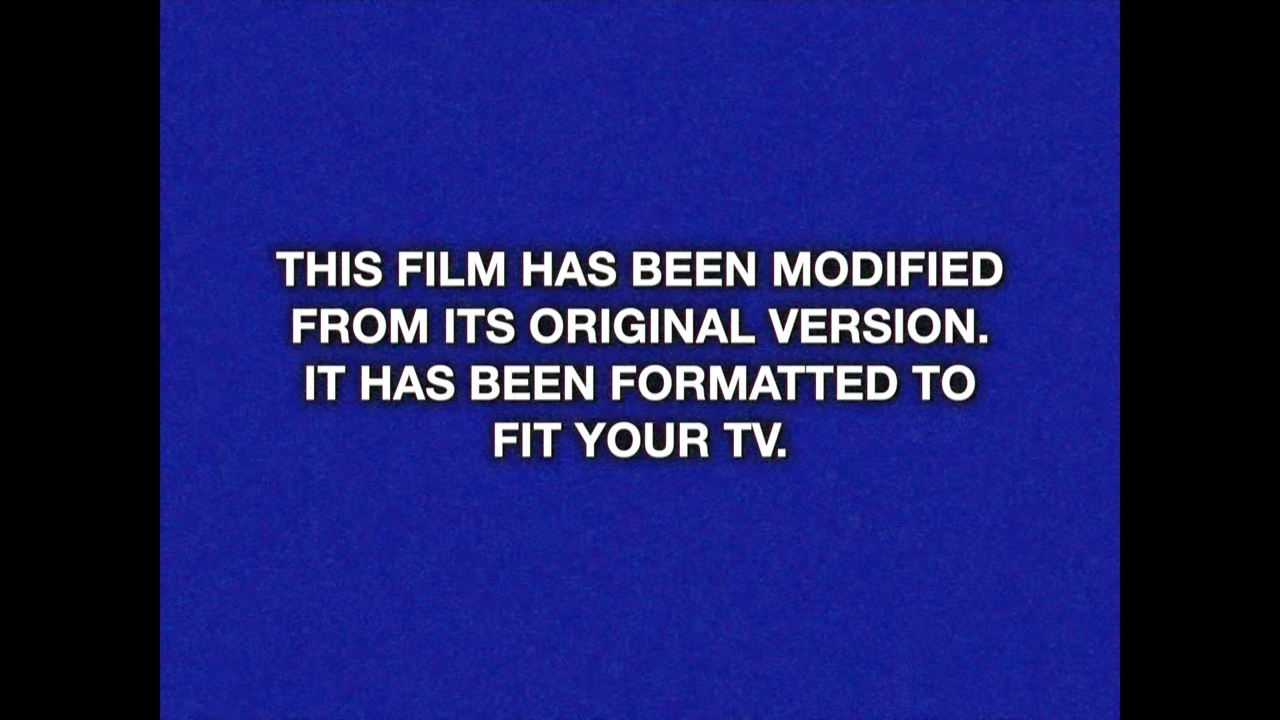 THIS FILM HAS BEEN MODIFIED
FROM ITS ORIGINAL VERSION.
IT HAS BEEN FORMATTED TO
FIT YOUR TV.